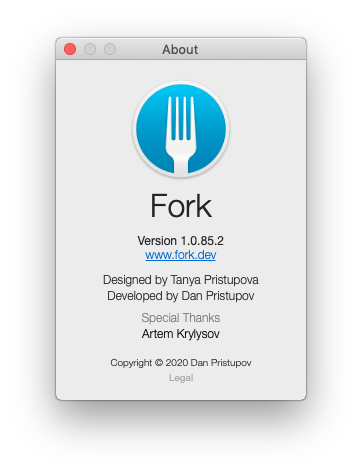 About
Fork
Version 1.0.85.2
www.fork.dev
Designed by Tanya Pristupova
Developed by Dan Pristupov
Special Thanks
Artem Krylysov
Copyright © 2020 Dan Pristupov
Legal